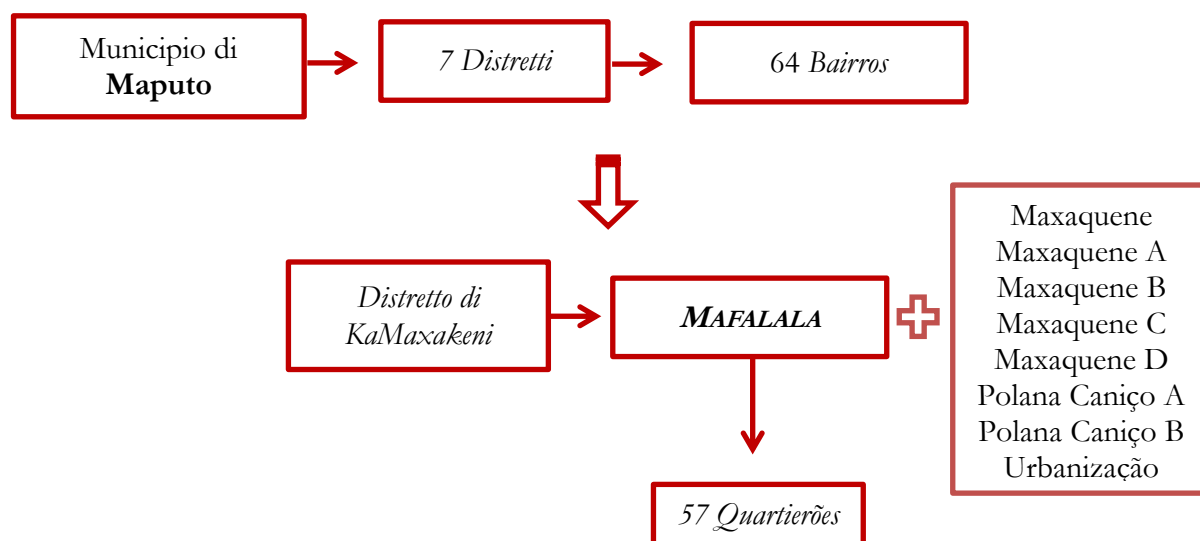 Municipio di
Maputo
7 Distretti
64 Bairros
Distretto di
KaMaxakeni
MAFALALA
Maxaquene
Maxaquene A
Maxaquene B
Maxaquene C
Maxaquene D
Polana Caniço A
Polana Caniço B
Urbanização
57 Quartierões